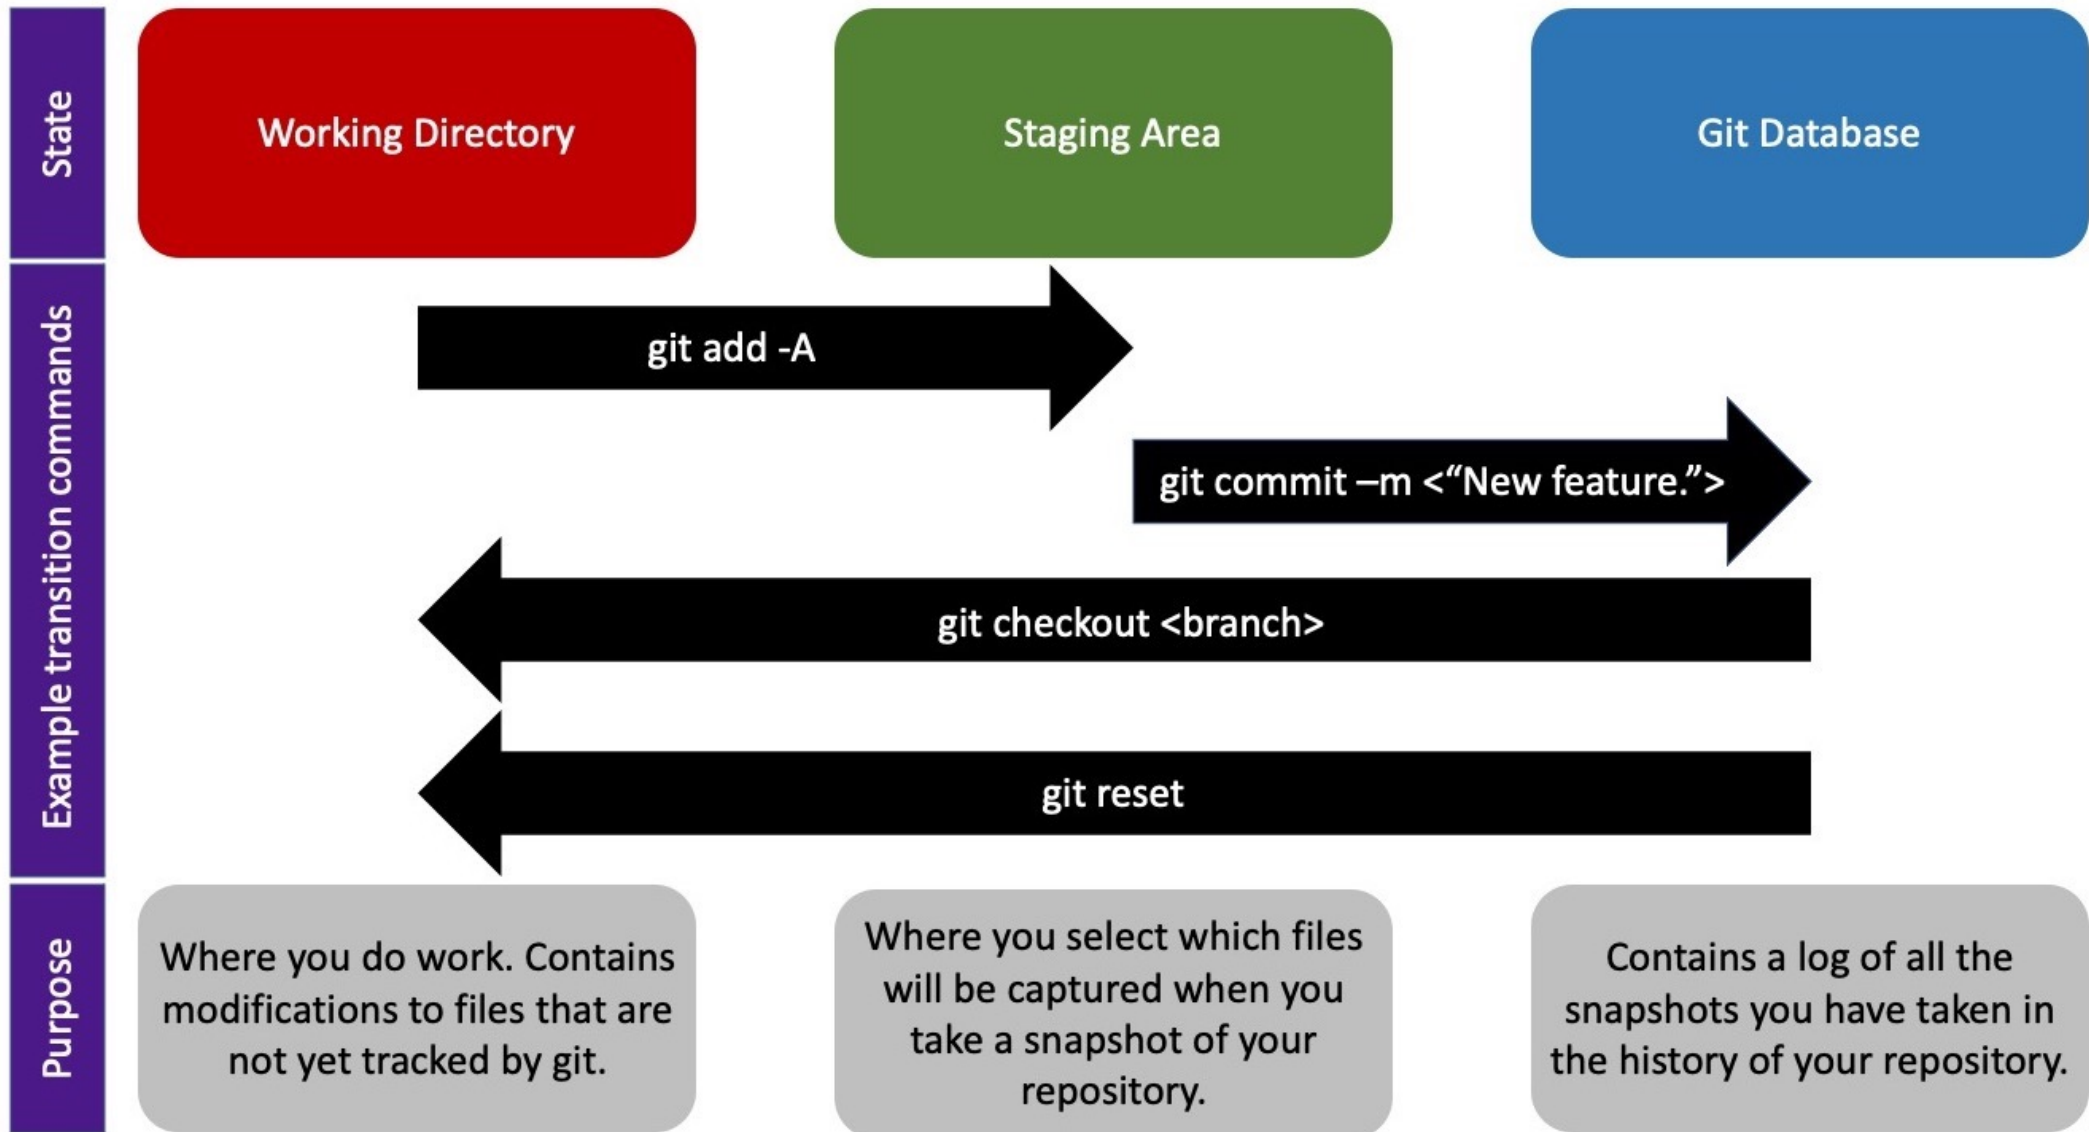 State
Working Directory
Staging Area
Git Database
Example transition commands
git add -A
git commit –m <“New feature.”>
git checkout <branch>
git reset
Purpose
Where you do work. Contains
modifications to files that are
not yet tracked by git.
Where you select which files
will be captured when you
take a snapshot of your
repository.
Contains a log of all the
snapshots you have taken in
the history of your repository.